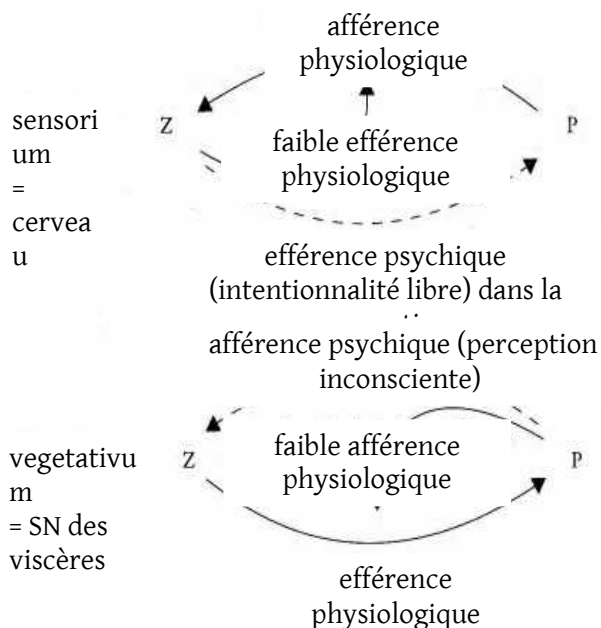 afférence
physiologique
sensori
um
=
cervea
u
Z
faible efférence
physiologique
P
efférence psychique
(intentionnalité libre) dans la
afférence psychique (perception
inconsciente)
vegetativu
m
= SN des
viscères
Z
faible afférence
physiologique
P
efférence
physiologique